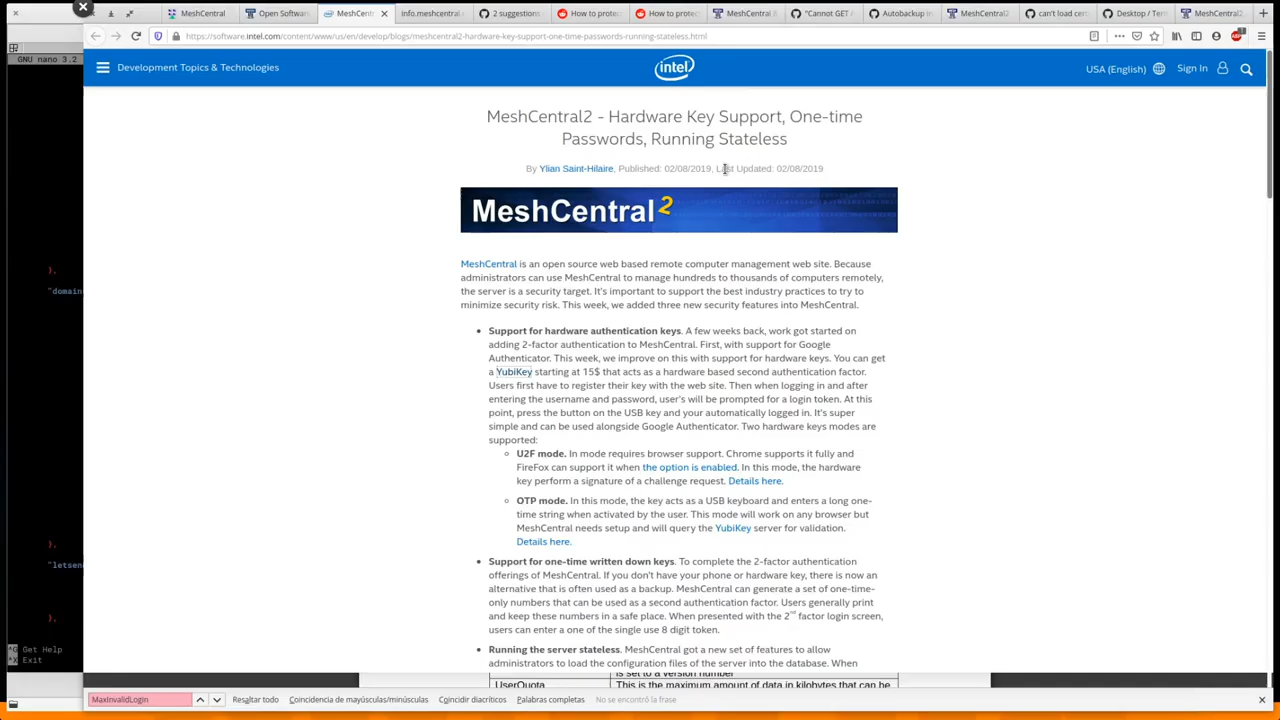 MeshCentral
Open Softwar
MeshCent
info.meshcentral.
2 suggestions
How to protec
How to protec
MeshCentral
"Cannot GET /
Autobackup in
MeshCentral2
can't load cert
Desktop / Terr
MeshCentral2
https://software.intel.com/content/www/us/en/develop/blogs/meshcentral2-hardware-key-support-one-time-passwords-running-stateless.html
GNU nano 3.2
Development Topics & Technologies
intel
USA (English)
Sign In
MeshCentral2 - Hardware Key Support, One-time
Passwords, Running Stateless
By Ylian Saint-Hilaire, Published: 02/08/2019, Last Updated: 02/08/2019
MeshCentral 2
MeshCentral is an open source web based remote computer management web site. Because
administrators can use MeshCentral to manage hundreds to thousands of computers remotely,
the server is a security target. It's important to support the best industry practices to try to
minimize security risk. This week, we added three new security features into MeshCentral.
• Support for hardware authentication keys. A few weeks back, work got started on
adding 2-factor authentication to MeshCentral. First, with support for Google
Authenticator. This week, we improve on this with support for hardware keys. You can get
a YubiKey starting at 15$ that acts as a hardware based second authentication factor.
Users first have to register their key with the web site. Then when logging in and after
entering the username and password, user's will be prompted for a login token. At this
point, press the button on the USB key and your automatically logged in. It's super
simple and can be used alongside Google Authenticator. Two hardware keys modes are
supported:
◦ U2F mode. In mode requires browser support. Chrome supports it fully and
FireFox can support it when the option is enabled. In this mode, the hardware
key perform a signature of a challenge request. Details here.
◦ OTP mode. In this mode, the key acts as a USB keyboard and enters a long one-
time string when activated by the user. This mode will work on any browser but
MeshCentral needs setup and will query the YubiKey server for validation.
Details here.
• Support for one-time written down keys. To complete the 2-factor authentication
offerings of MeshCentral. If you don't have your phone or hardware key, there is now an
alternative that is often used as a backup. MeshCentral can generate a set of one-time-
only numbers that can be used as a second authentication factor. Users generally print
and keep these numbers in a safe place. When presented with the 2nd factor login screen,
users can enter a one of the single use 8 digit token.
• Running the server stateless. MeshCentral got a new set of features to allow
administrators to load the configuration files of the server into the database. When
is set to a version number
UserQuota
This is the maximum amount of data in kilobytes that can be
},
"domain
},
"letsen
},
^G Get Help
^X Exit
MaxInvalidLogin
Resaltar todo
Coincidencia de mayúsculas/minúsculas
Coincidir diacríticos
Palabras completas
No se encontró la frase